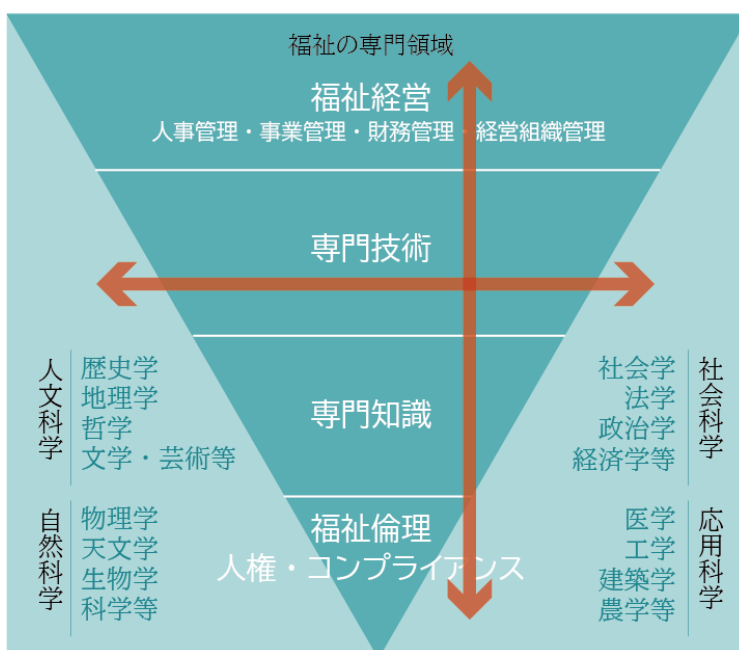 福祉の専門領域
福祉経営
人事管理・事業管理・財務管理・経営組織管理
専門技術
専門知識
福祉倫理
人権・コンプライアンス
人文科学
歴史学
地理学
哲学
文学・芸術等
社会科学
社会学
法学
政治学
経済学等
自然科学
物理学
天文学
生物学
科学等
応用科学
医学
工学
建築学
農学等